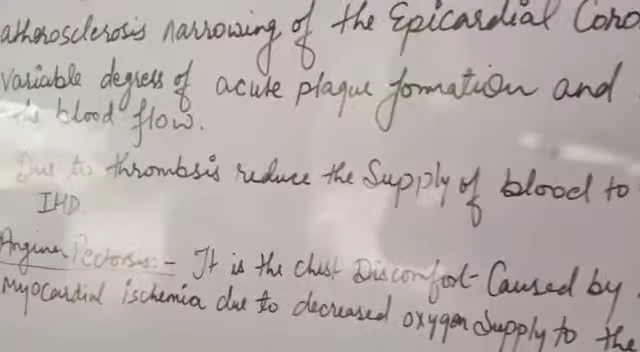 atherosclerosis narrowing of the Epicardial Coro
variable degress of acute plaque formation and
blood flow.
Due to thrombsis reduce the Supply of blood to
IHD
Angina Pectorsis:- It is the chest Discomfort Caused by
Myocardial ischemia due to decreased oxygen supply to the